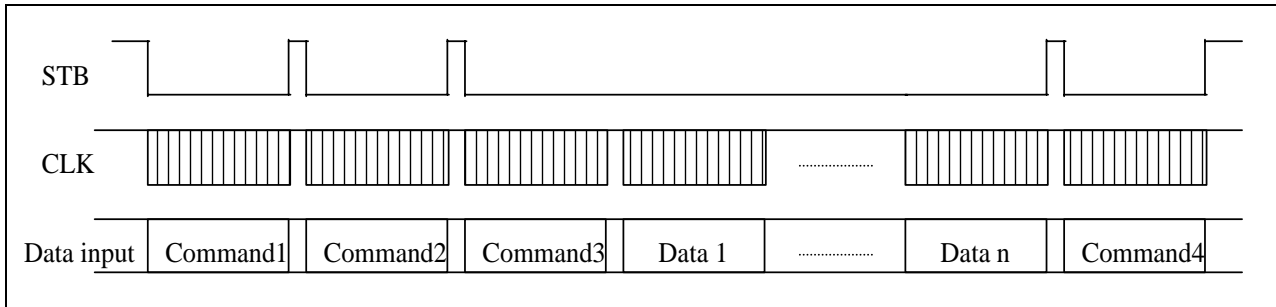 STB
CLK
Data input Command1 Command2 Command3 Data 1 Data n Command4